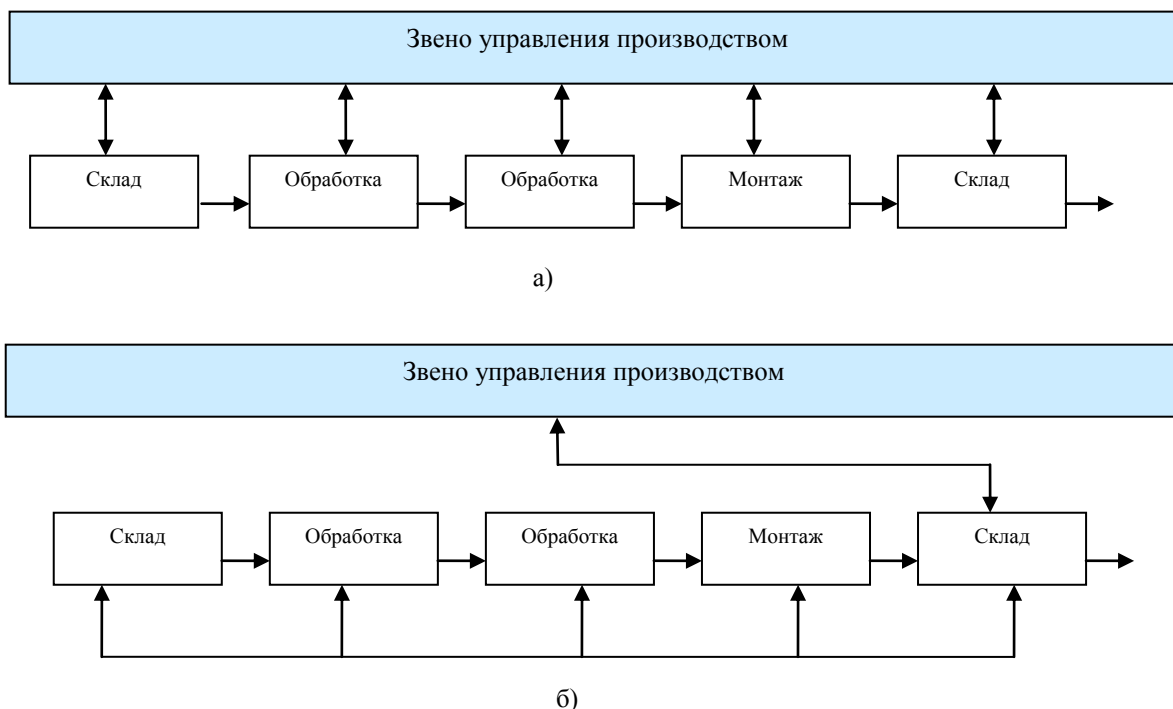 Звено управления производством
Склад
Обработка
Обработка
Монтаж
Склад
а)
Звено управления производством
Склад
Обработка
Обработка
Монтаж
Склад
б)